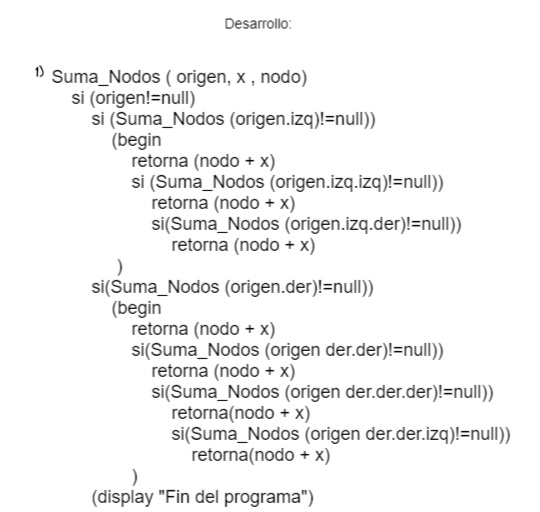 Desarrollo:
1) Suma_Nodos ( origen, x , nodo)
si (origen!=null)
si (Suma_Nodos (origen.izq)!=null))
(begin
retorna (nodo + x)
si (Suma_Nodos (origen.izq.izq)!=null))
retorna (nodo + x)
si(Suma_Nodos (origen.izq.der)!=null))
retorna (nodo + x)
)
si(Suma_Nodos (origen.der)!=null))
(begin
retorna (nodo + x)
si(Suma_Nodos (origen der.der)!=null))
retorna (nodo + x)
si(Suma_Nodos (origen der.der.der)!=null))
retorna(nodo + x)
si(Suma_Nodos (origen der.der.izq)!=null))
retorna(nodo + x)
)
(display "Fin del programa")